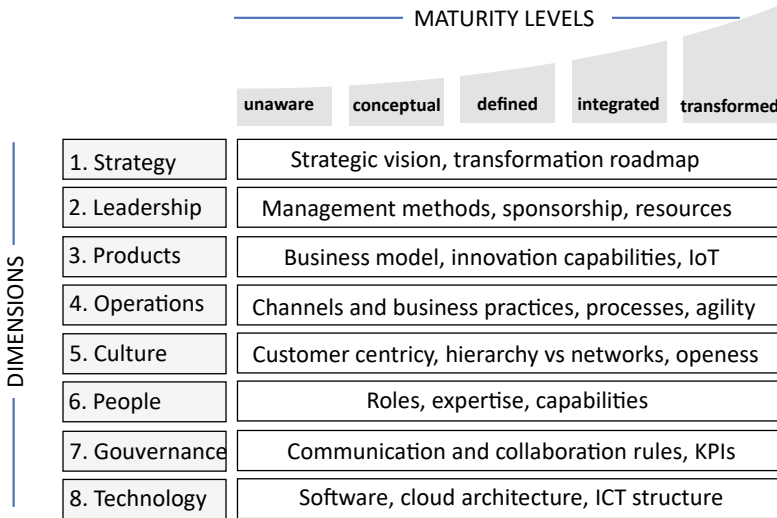 MATURITY LEVELS
unaware conceptual defined integrated transformed
DIMENSIONS
1. Strategy Strategic vision, transformation roadmap
2. Leadership Management methods, sponsorship, resources
3. Products Business model, innovation capabilities, IoT
4. Operations Channels and business practices, processes, agility
5. Culture Customer centricy, hierarchy vs networks, openess
6. People Roles, expertise, capabilities
7. Gouvernance Communication and collaboration rules, KPIs
8. Technology Software, cloud architecture, ICT structure